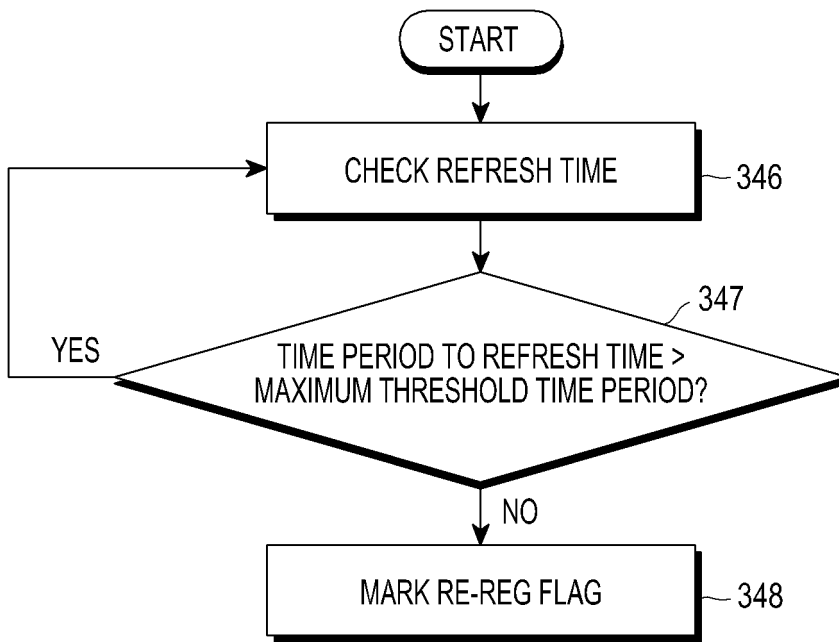 START
CHECK REFRESH TIME
346
347
YES
TIME PERIOD TO REFRESH TIME >
MAXIMUM THRESHOLD TIME PERIOD?
NO
MARK RE-REG FLAG
348